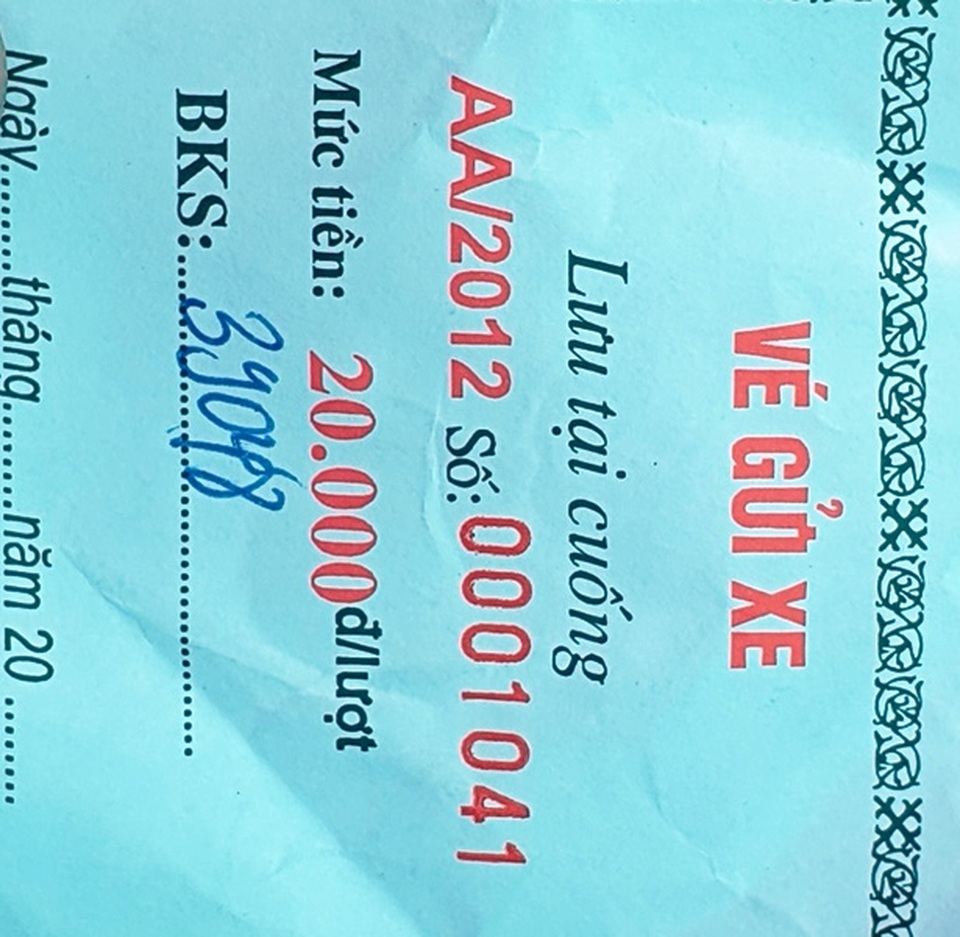 VÉ GỬI XE
Lưu tại cuống
AA/2012 Số: 0001041
Mức tiền: 20.000đ/lượt
BKS:....................
Ngày.........tháng.........năm 20 .........